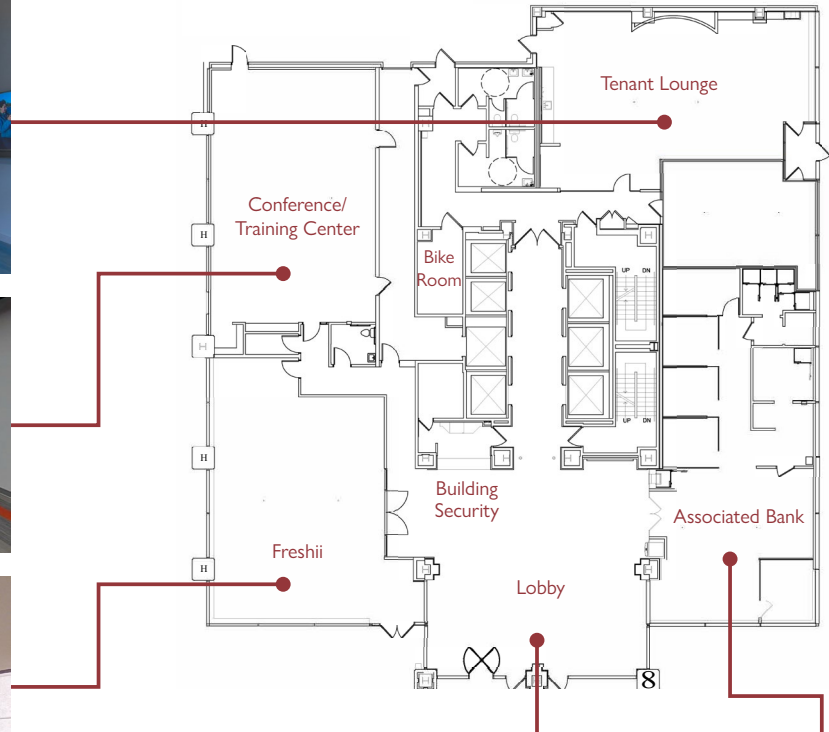 Tenant Lounge
Conference/
Training Center
Bike
Room
UP DN
UP DN
Building
Security
Associated Bank
Freshii
Lobby
H
H
H
H
H
8